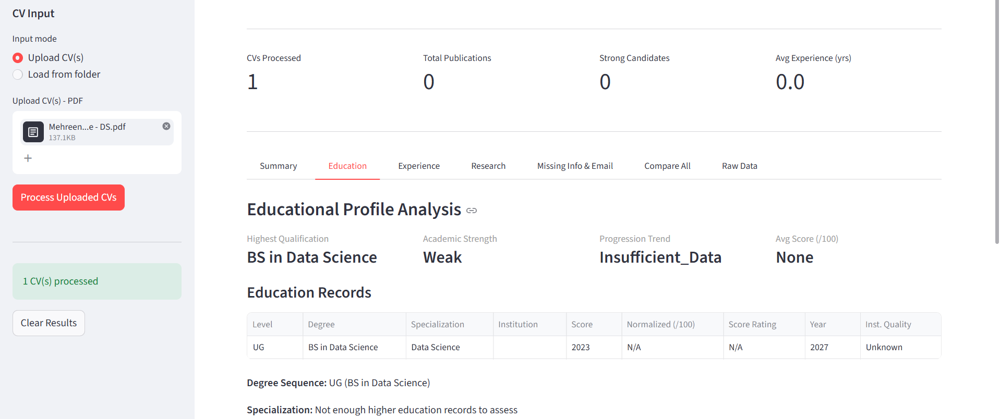 CV Input
Input mode
Upload CV(s)
Load from folder
Upload CV(s) - PDF
Mehreen...e - DS.pdf
137.1KB
Process Uploaded CVs
1 CV(s) processed
Clear Results
CVs Processed Total Publications Strong Candidates Avg Experience (yrs)
1 0 0 0.0
Summary Education Experience Research Missing Info & Email Compare All Raw Data
Educational Profile Analysis
Highest Qualification Academic Strength Progression Trend Avg Score (/100)
BS in Data Science Weak Insufficient_Data None
Education Records
Level Degree Specialization Institution Score Normalized (/100) Score Rating Year Inst. Quality
UG BS in Data Science Data Science 2023 N/A N/A 2027 Unknown
Degree Sequence: UG (BS in Data Science)
Specialization: Not enough higher education records to assess